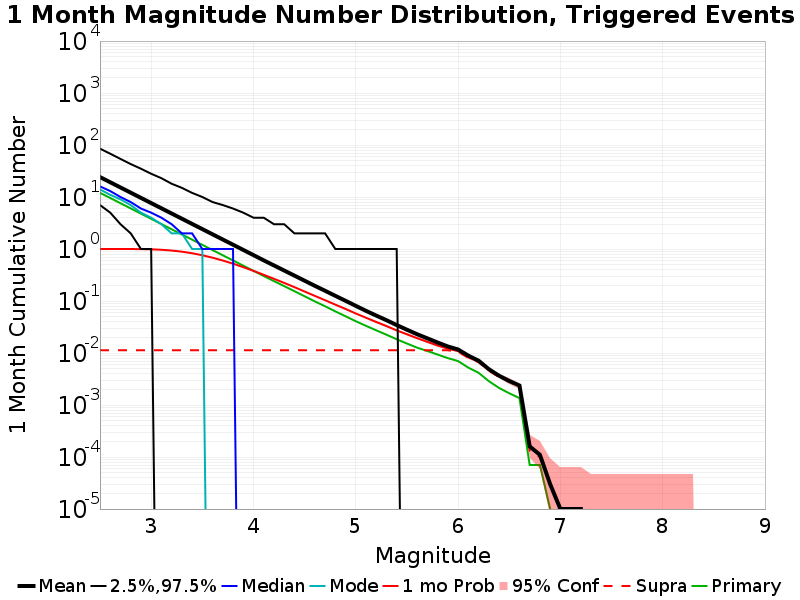 1 Month Magnitude Number Distribution, Triggered Events
1 Month Cumulative Number
10^4
10^3
10^2
10^1
10^0
10^-1
10^-2
10^-3
10^-4
10^-5
3 4 5 6 7 8 9
Magnitude
Mean 2.5%,97.5% Median Mode 1 mo Prob 95% Conf Supra Primary